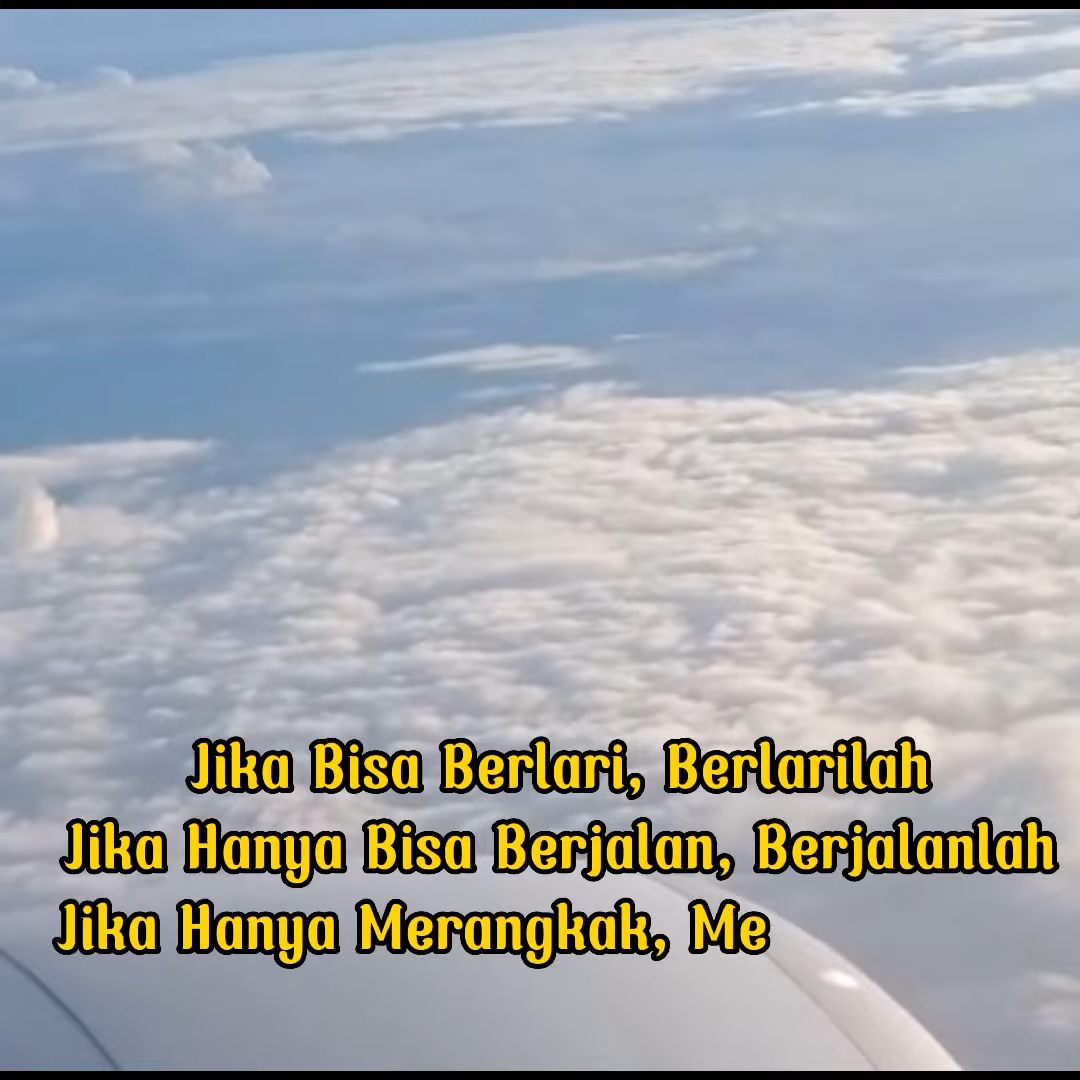 Jika Bisa Berlari, Berlarilah
Jika Hanya Bisa Berjalan, Berjalanlah
Jika Hanya Merangkak, Me